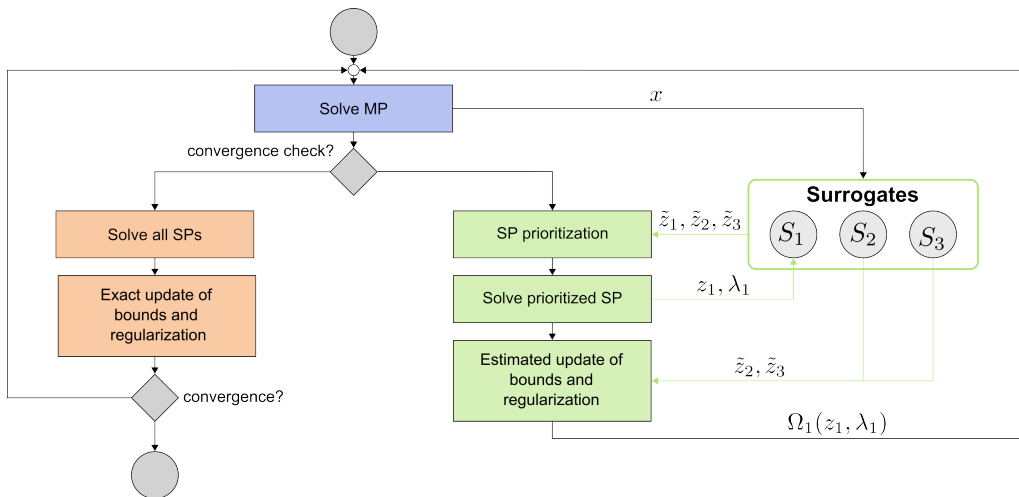 Solve MP
x
convergence check?
Surrogates
S₁ S₂ S₃
Solve all SPs
SP prioritization
z̃₁, z̃₂, z̃₃
Exact update of
bounds and
regularization
Solve prioritized SP
z₁, λ₁
Estimated update of
bounds and
regularization
z̃₂, z̃₃
convergence?
Ω₁(z₁, λ₁)